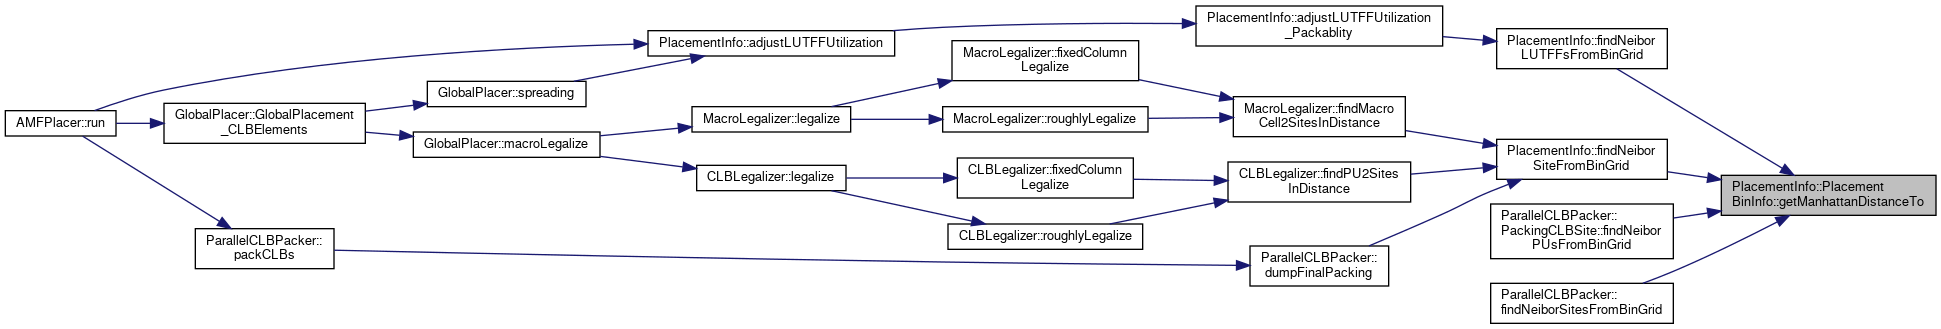 PlacementInfo::adjustLUTFFUtilization
_Packablity
PlacementInfo::findNeibor
LUTFFsFromBinGrid
PlacementInfo::adjustLUTFFUtilization
MacroLegalizer::fixedColumn
Legalize
GlobalPlacer::spreading
AMFPlacer::run
GlobalPlacer::GlobalPlacement
_CLBElements
MacroLegalizer::legalize
MacroLegalizer::roughlyLegalize
MacroLegalizer::findMacro
Cell2SitesInDistance
GlobalPlacer::macroLegalize
PlacementInfo::findNeibor
SiteFromBinGrid
CLBLegalizer::legalize
CLBLegalizer::fixedColumn
Legalize
CLBLegalizer::findPU2Sites
InDistance
PlacementInfo::Placement
BinInfo::getManhattanDistanceTo
ParallelCLBPacker::
PackingCLBSite::findNeibor
PUsFromBinGrid
CLBLegalizer::roughlyLegalize
ParallelCLBPacker::
packCLBs
ParallelCLBPacker::
dumpFinalPacking
ParallelCLBPacker::
findNeiborSitesFromBinGrid